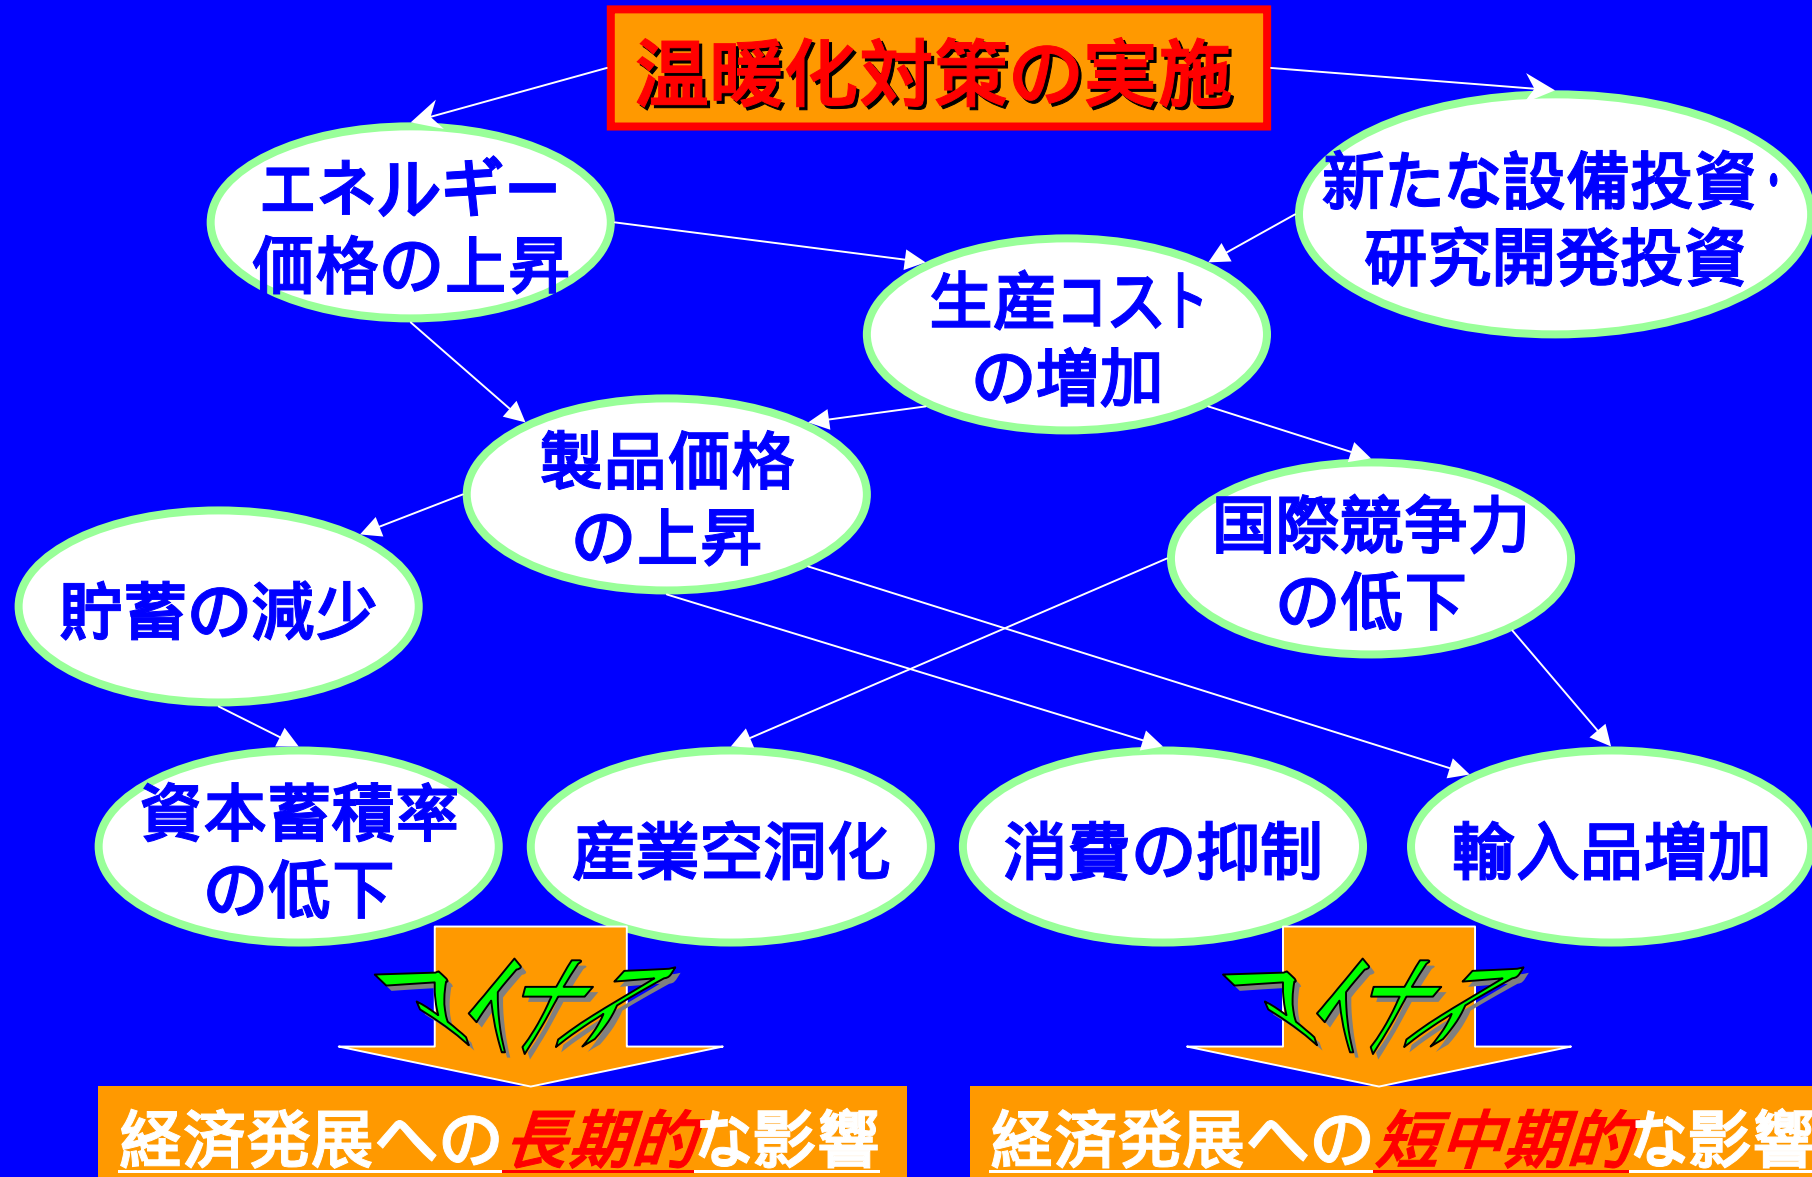 温暖化対策の実施
エネルギー
価格の上昇
新たな設備投資・
研究開発投資
生産コスト
の増加
製品価格
の上昇
国際競争力
の低下
貯蓄の減少
資本蓄積率
の低下
産業空洞化
消費の抑制
輸入品増加
マイナス
マイナス
経済発展への長期的な影響
経済発展への短中期的な影響